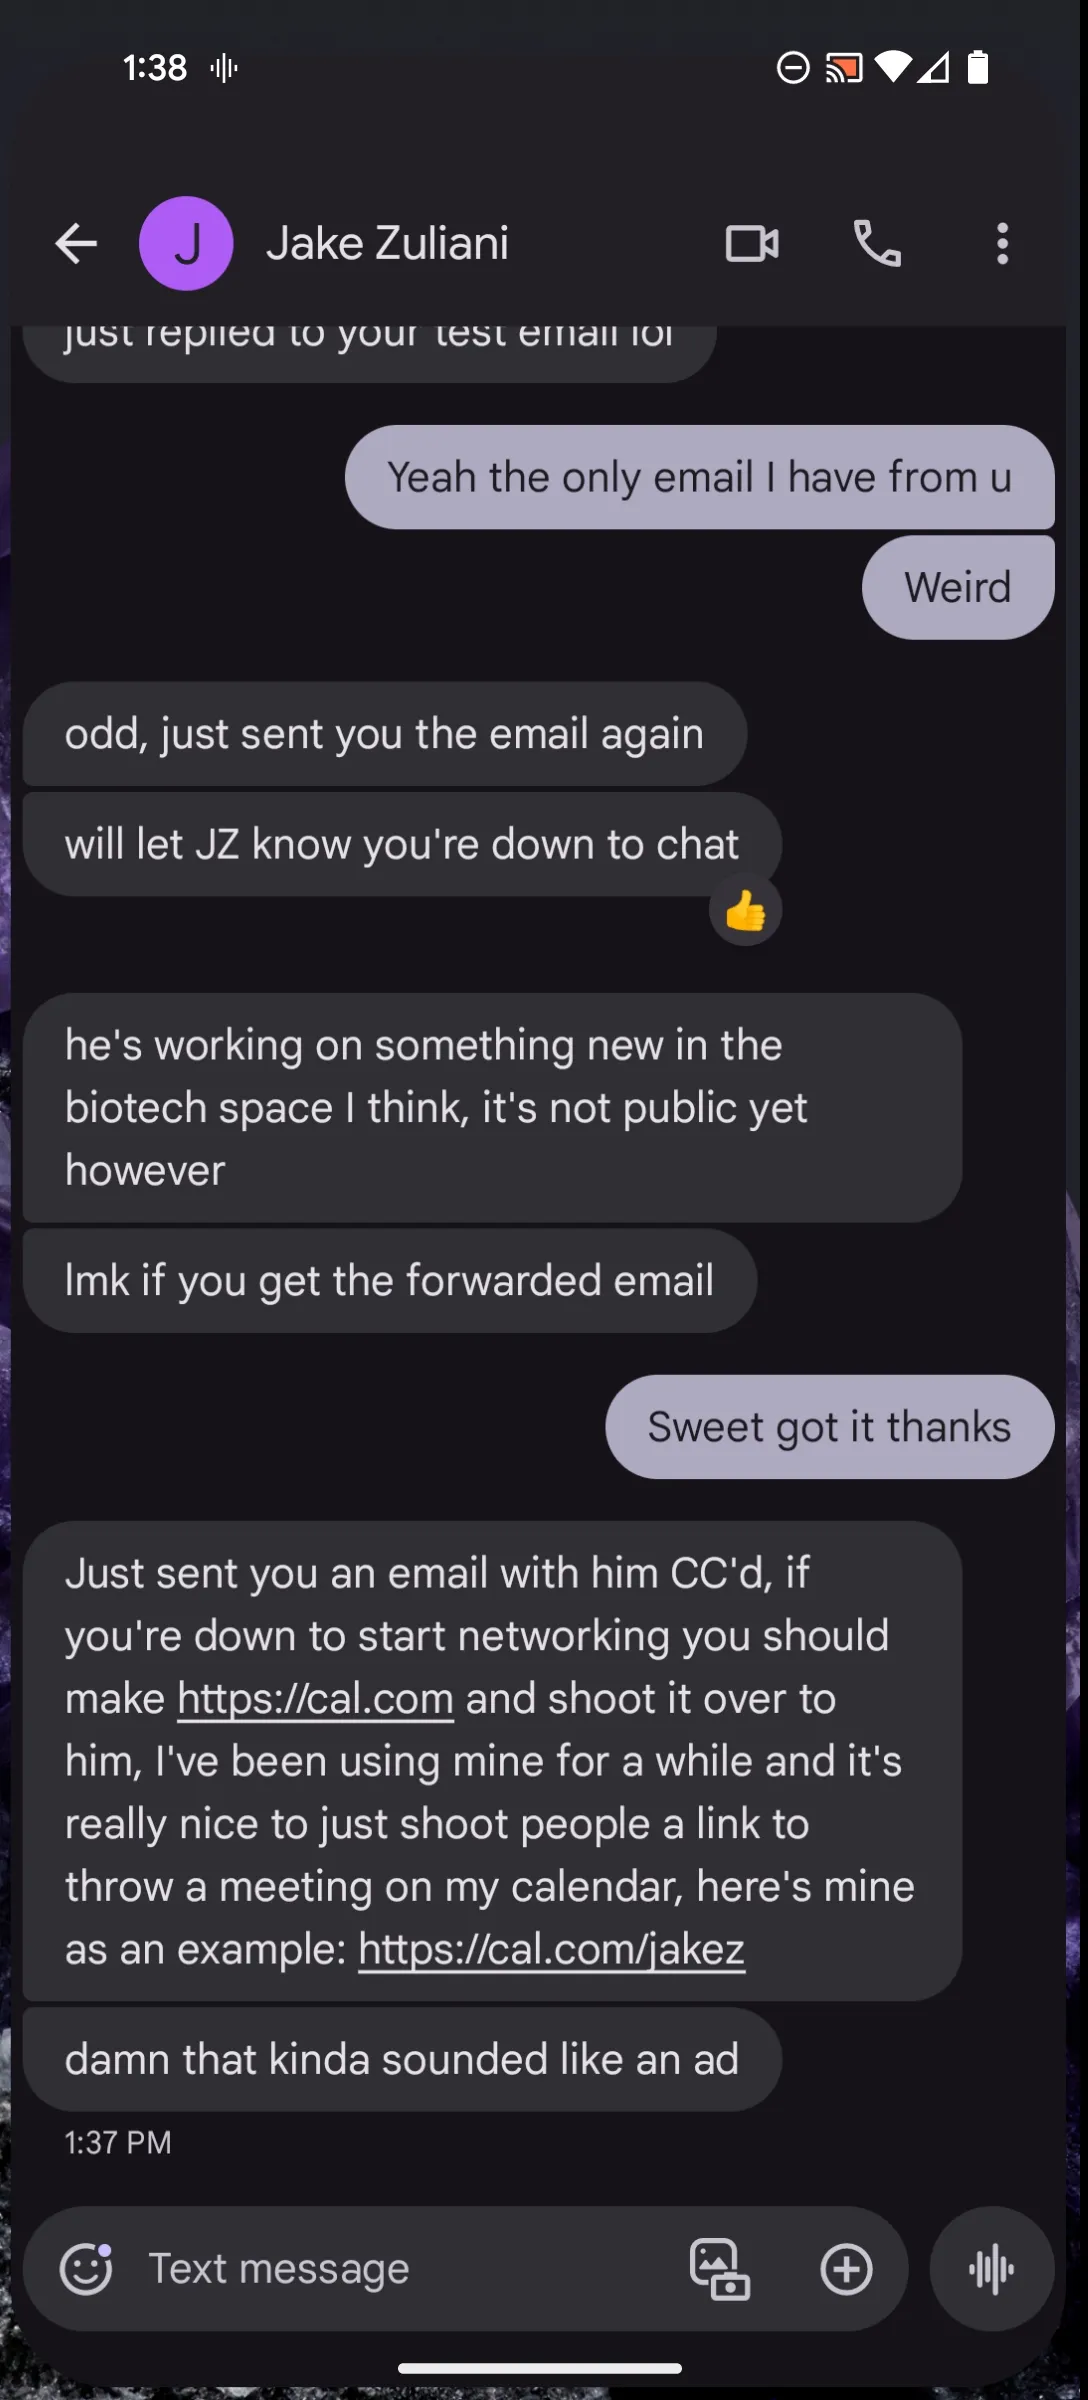 1:38
J
Jake Zuliani
just replied to your test email lol
Yeah the only email I have from u
Weird
odd, just sent you the email again
will let JZ know you're down to chat
he's working on something new in the
biotech space I think, it's not public yet
however
lmk if you get the forwarded email
Sweet got it thanks
Just sent you an email with him CC'd, if
you're down to start networking you should
make https://cal.com and shoot it over to
him, I've been using mine for a while and it's
really nice to just shoot people a link to
throw a meeting on my calendar, here's mine
as an example: https://cal.com/jakez
damn that kinda sounded like an ad
1:37 PM
Text message